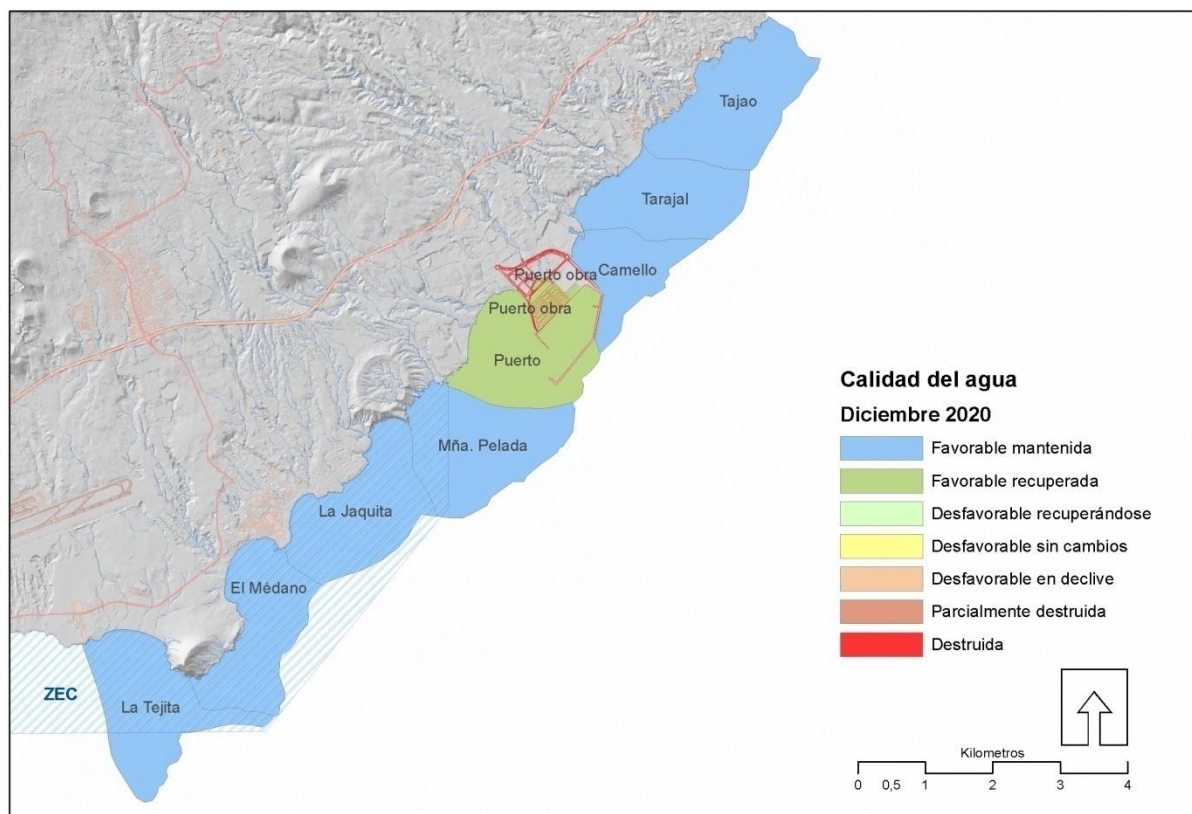 Tajao
Tarajal
Camello
Puerto obra
Puerto obra
Puerto
Mña. Pelada
La Jaquita
El Médano
La Tejita
ZEC
Calidad del agua
Diciembre 2020
Favorable mantenida
Favorable recuperada
Desfavorable recuperándose
Desfavorable sin cambios
Desfavorable en declive
Parcialmente destruida
Destruida
Kilometros
0 0,5 1 2 3 4